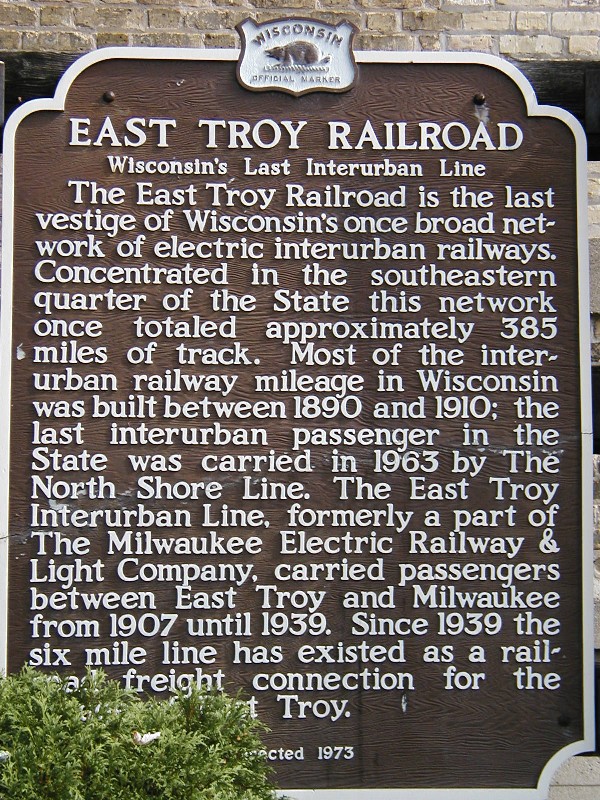 WISCONSIN
OFFICIAL MARKER
EAST TROY RAILROAD
Wisconsin's Last Interurban Line
The East Troy Railroad is the last
vestige of Wisconsin's once broad net-
work of electric interurban railways.
Concentrated in the southeastern
quarter of the State this network
once totaled approximately 385
miles of track. Most of the inter-
urban railway mileage in Wisconsin
was built between 1890 and 1910; the
last interurban passenger in the
State was carried in 1963 by The
North Shore Line. The East Troy
Interurban Line, formerly a part of
The Milwaukee Electric Railway &
Light Company, carried passengers
between East Troy and Milwaukee
from 1907 until 1939. Since 1939 the
six mile line has existed as a rail-
road freight connection for the
Troy.
Erected 1973